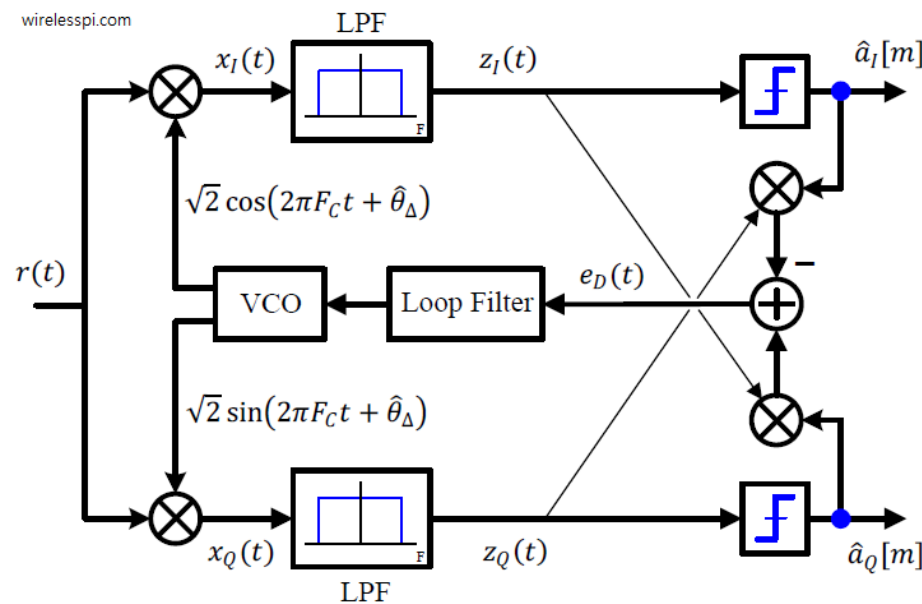 wirelesspi.com
LPF
x_I(t)
z_I(t)
â_I[m]
F
√2 cos(2πF_C t + θ̂_Δ)
r(t)
VCO
Loop Filter
e_D(t)
−
+
√2 sin(2πF_C t + θ̂_Δ)
F
x_Q(t)
z_Q(t)
â_Q[m]
LPF